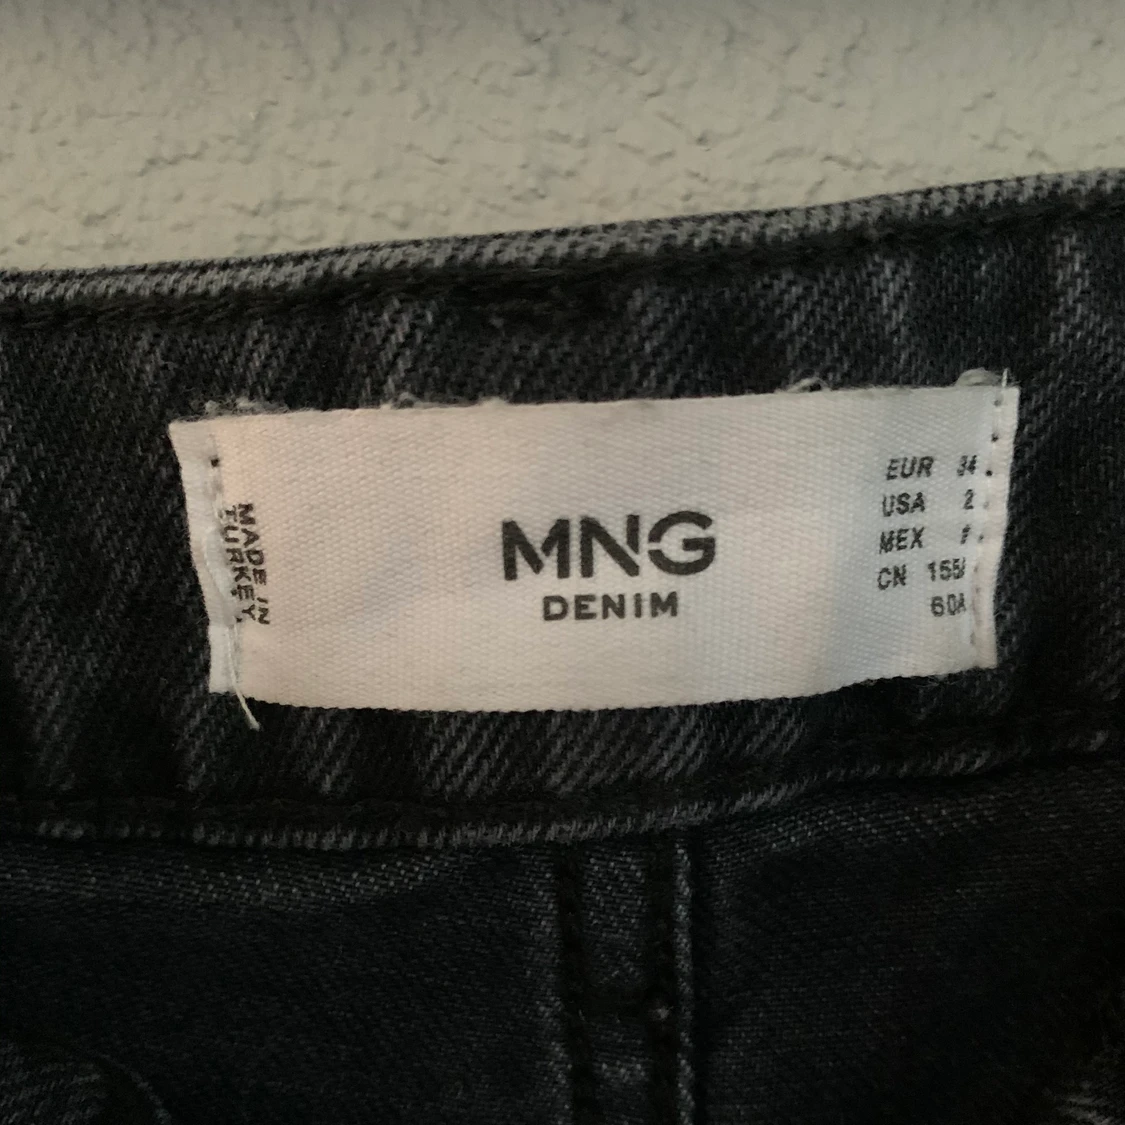 MADE IN
TURKEY
MNG
DENIM
EUR 34
USA 2
MEX
CN 155/
60A